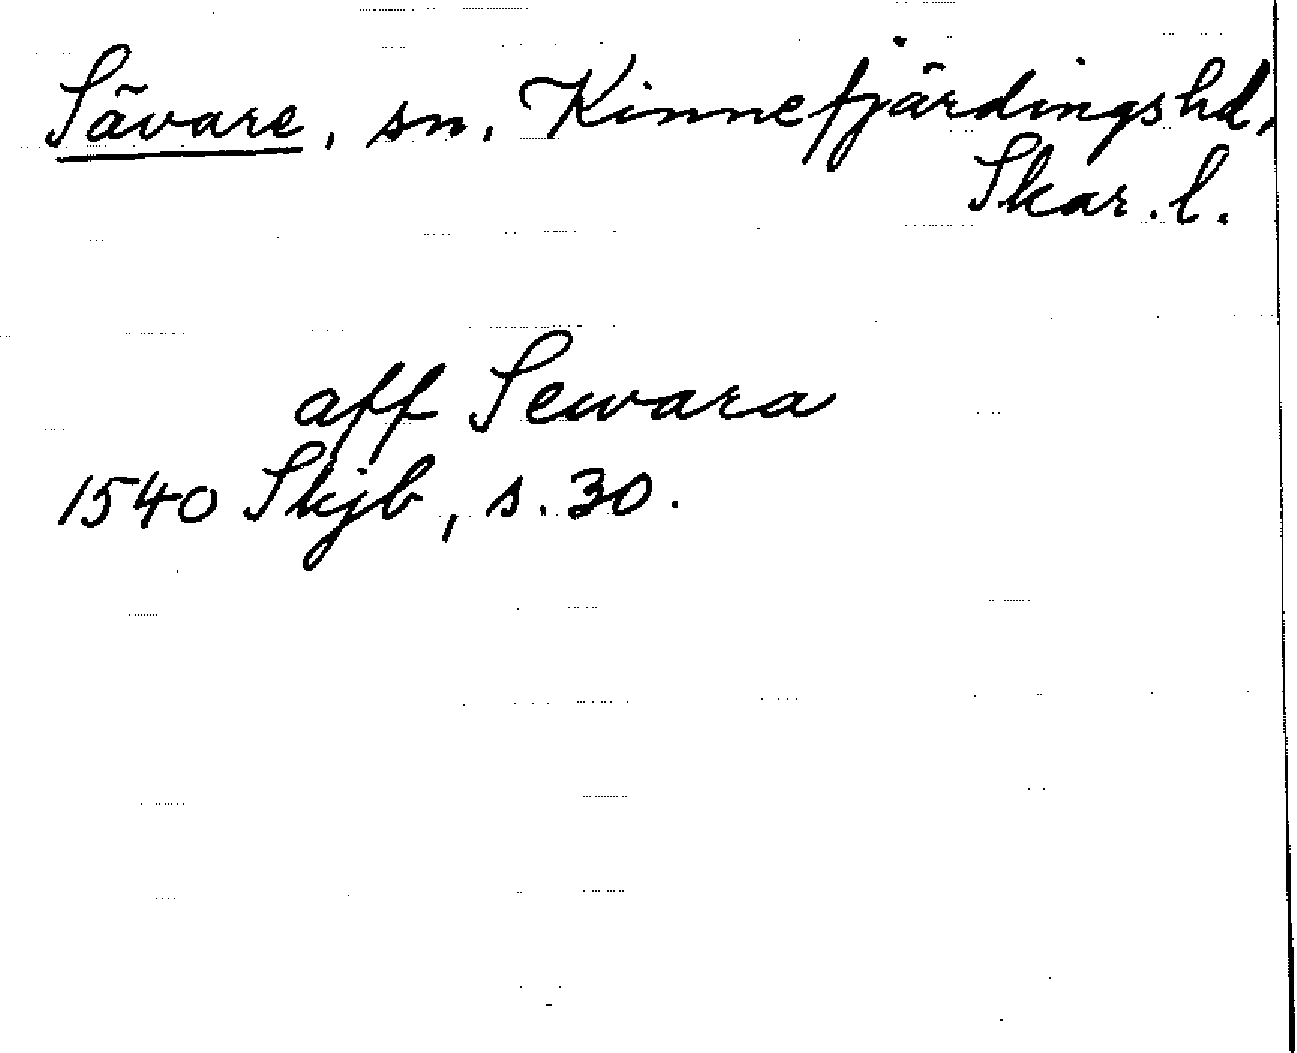 Sävare, sn, Kinnefjärdingshd,
Skar. l.
aff Sewara
1540 Skjb, s. 30.